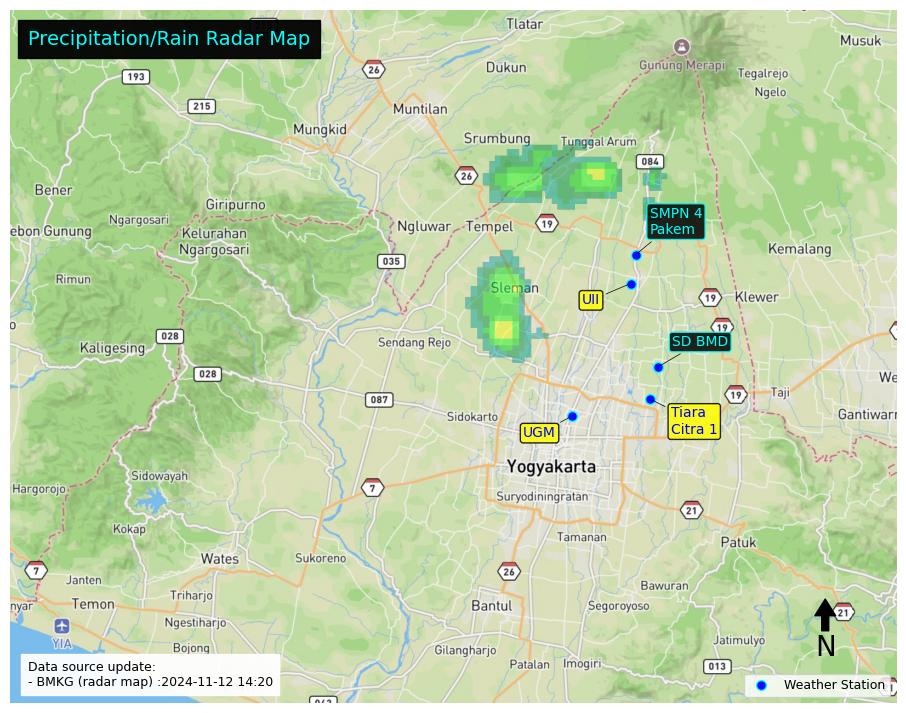 Precipitation/Rain Radar Map
Tlatar
Musuk
26
193
Dukun
Gunung Merapi
Tegalrejo
Ngelo
215
Muntilan
Mungkid
Srumbung
Tunggal Arum
084
26
Bener
Giripurno
Ngargosari
SMPN 4
Pakem
ebon Gunung
Kelurahan
Ngargosari
Ngluwar
Tempel
19
Kemalang
035
Rimun
Sleman
UII
19
Klewer
19
028
Kaligesing
Sendang Rejo
SD BMD
028
Taji
We
087
19
Sidokarto
Tiara
Citra 1
Gantiwarn
UGM
Yogyakarta
Sidowayah
Hargorojo
7
Suryodiningratan
21
Kokap
Tamanan
Patuk
Wates
Sukoreno
7
Janten
26
Bawuran
Triharjo
nyar
Temon
Bantul
Segoroyoso
21
Ngestiharjo
YIA
Bojong
Gilangharjo
Jatimulyo
N
Patalan
Imogiri
013
Data source update:
- BMKG (radar map) :2024-11-12 14:20
Weather Station